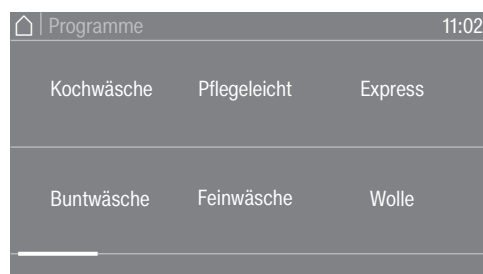 Programme 11:02
Kochwäsche Pflegeleicht Express
Buntwäsche Feinwäsche Wolle